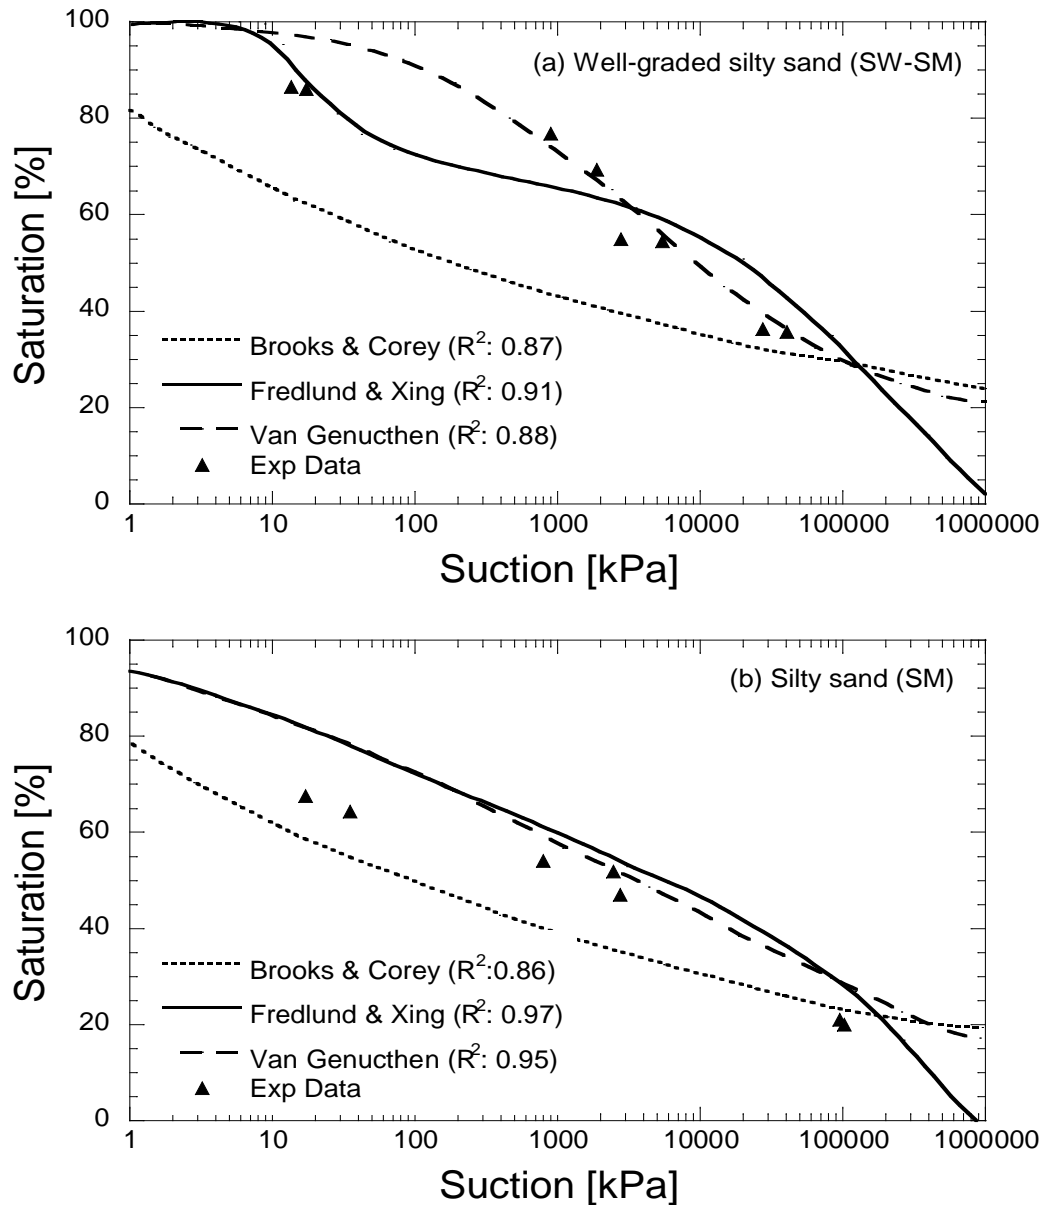 100
(a) Well-graded silty sand (SW-SM)
80
60
40
20
0
Saturation [%]
Brooks & Corey (R²: 0.87)
Fredlund & Xing (R²: 0.91)
Van Genucthen (R²: 0.88)
Exp Data
1 10 100 1000 10000 100000 1000000
Suction [kPa]
100
(b) Silty sand (SM)
80
60
40
20
0
Saturation [%]
Brooks & Corey (R²:0.86)
Fredlund & Xing (R²: 0.97)
Van Genucthen (R²: 0.95)
Exp Data
1 10 100 1000 10000 100000 1000000
Suction [kPa]